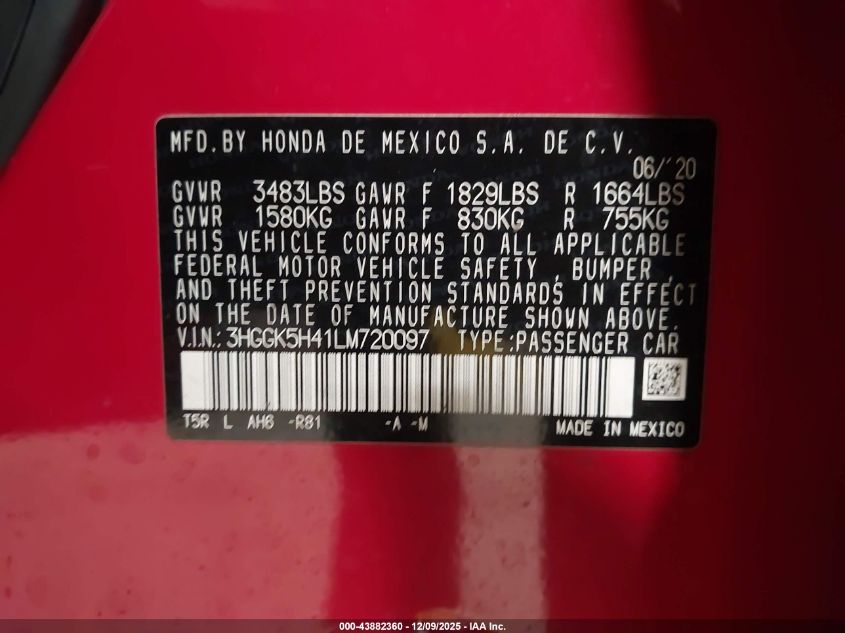 MFD.BY HONDA DE MEXICO S.A. DE C.V.
06/'20
GVWR 3483LBS GAWR F 1829LBS R 1664LBS
GVWR 1580KG GAWR F 830KG R 755KG
THIS VEHICLE CONFORMS TO ALL APPLICABLE
FEDERAL MOTOR VEHICLE SAFETY , BUMPER ,
AND THEFT PREVENTION STANDARDS IN EFFECT
ON THE DATE OF MANUFACTURE SHOWN ABOVE.
V.I.N.: 3HGGK5H41LM720097 TYPE:PASSENGER CAR
T5R L AH6 -R81 -A -M MADE IN MEXICO
000-43882360 - 12/09/2025 - IAA Inc.